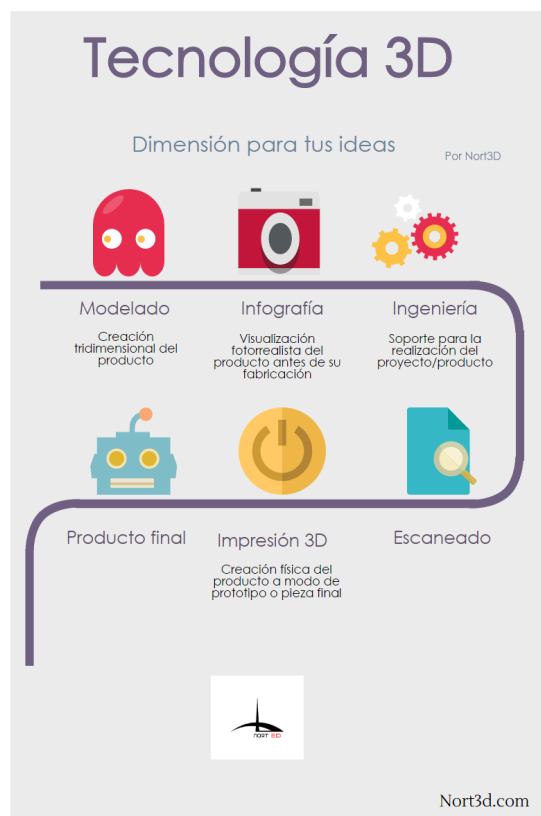 Tecnología 3D
Dimensión para tus ideas
Por Nort3D
Modelado
Creación
tridimensional del
producto
Infografía
Visualización
fotorrealista del
producto antes de su
fabricación
Ingeniería
Soporte para la
realización del
proyecto/producto
Producto final
Impresión 3D
Creación física del
producto a modo de
prototipo o pieza final
Escaneado
NORT 3D
Nort3d.com